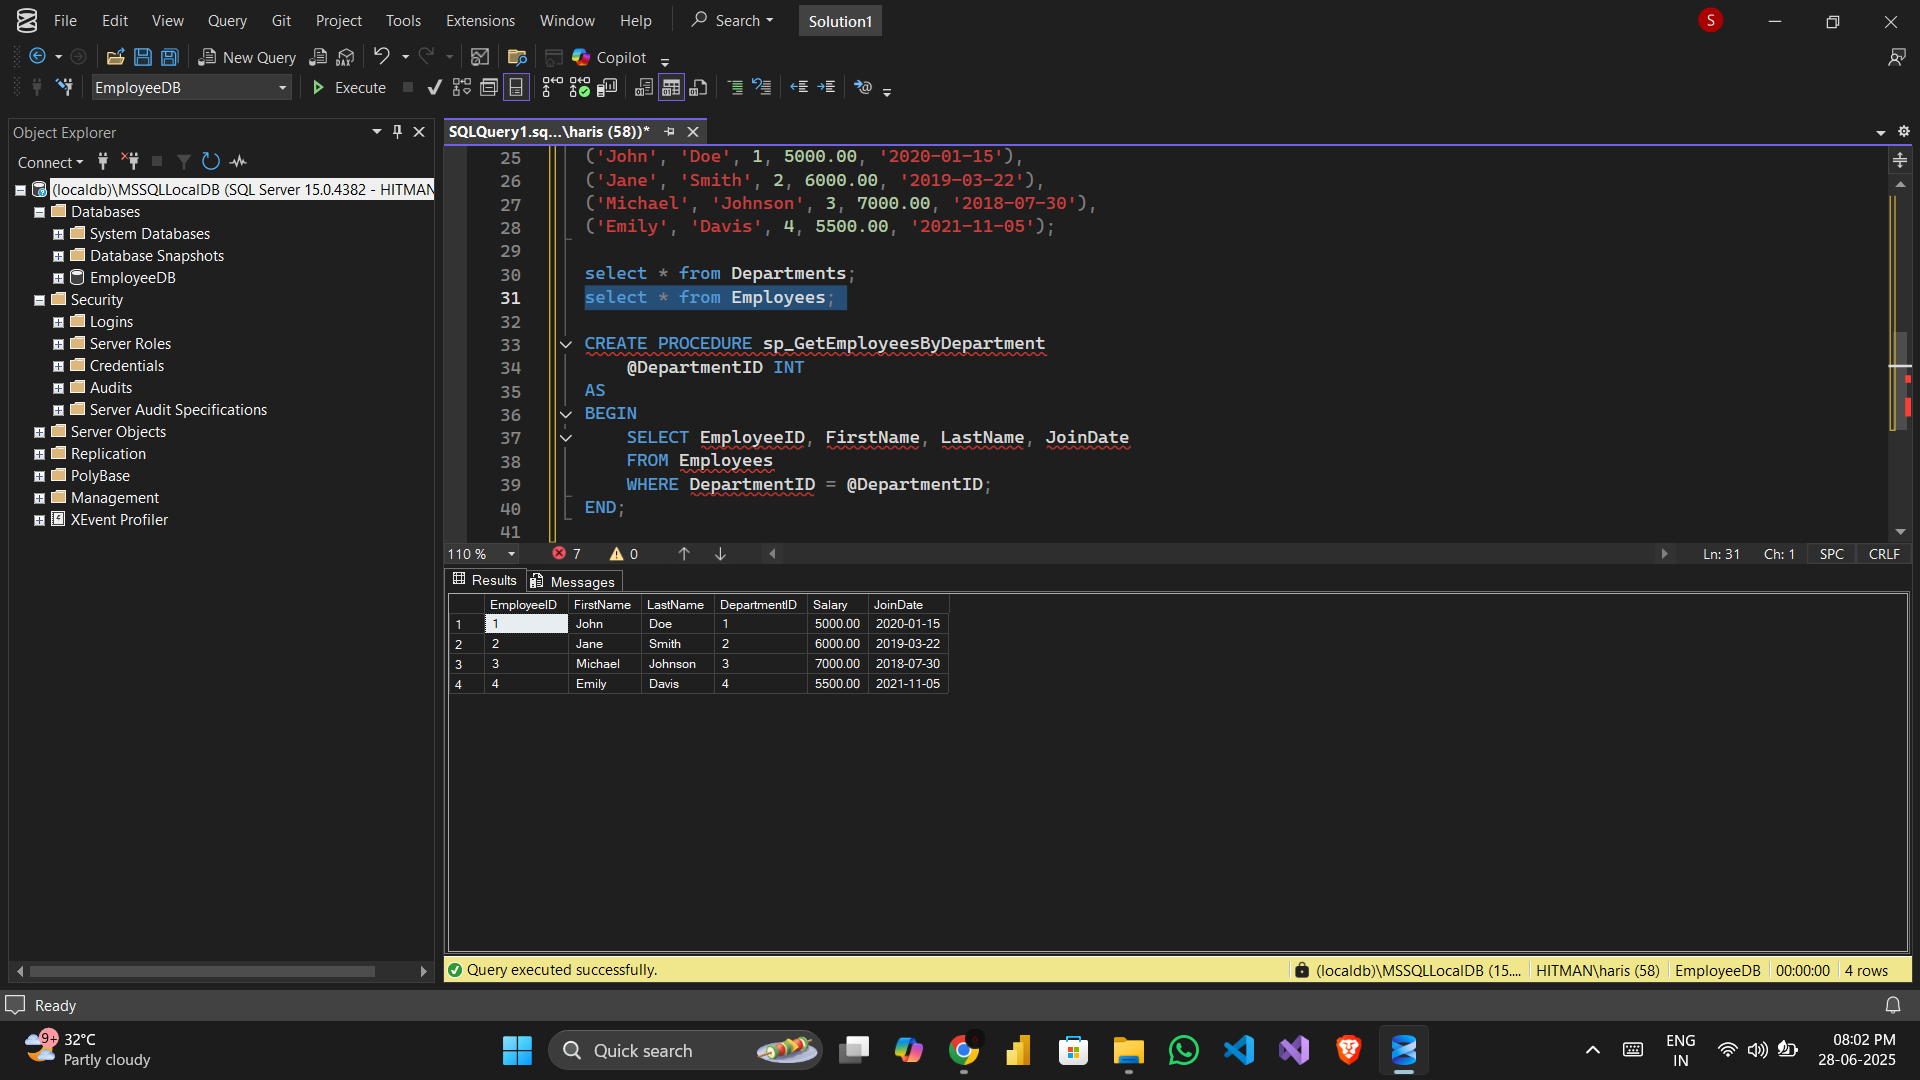 File Edit View Query Git Project Tools Extensions Window Help Search Solution1 S
New Query DAX Copilot
EmployeeDB Execute
Object Explorer
Connect
(localdb)\MSSQLLocalDB (SQL Server 15.0.4382 - HITMAN
Databases
System Databases
Database Snapshots
EmployeeDB
Security
Logins
Server Roles
Credentials
Audits
Server Audit Specifications
Server Objects
Replication
PolyBase
Management
XEvent Profiler
SQLQuery1.sq...\haris (58))*
25 ('John', 'Doe', 1, 5000.00, '2020-01-15'),
26 ('Jane', 'Smith', 2, 6000.00, '2019-03-22'),
27 ('Michael', 'Johnson', 3, 7000.00, '2018-07-30'),
28 ('Emily', 'Davis', 4, 5500.00, '2021-11-05');
29
30 select * from Departments;
31 select * from Employees;
32
33 CREATE PROCEDURE sp_GetEmployeesByDepartment
34 @DepartmentID INT
35 AS
36 BEGIN
37 SELECT EmployeeID, FirstName, LastName, JoinDate
38 FROM Employees
39 WHERE DepartmentID = @DepartmentID;
40 END;
41
110 % 7 0 Ln: 31 Ch: 1 SPC CRLF
Results Messages
EmployeeID FirstName LastName DepartmentID Salary JoinDate
1 1 John Doe 1 5000.00 2020-01-15
2 2 Jane Smith 2 6000.00 2019-03-22
3 3 Michael Johnson 3 7000.00 2018-07-30
4 4 Emily Davis 4 5500.00 2021-11-05
Query executed successfully. (localdb)\MSSQLLocalDB (15.... HITMAN\haris (58) EmployeeDB 00:00:00 4 rows
Ready
9+ 32°C
Partly cloudy
Quick search
ENG
IN
08:02 PM
28-06-2025